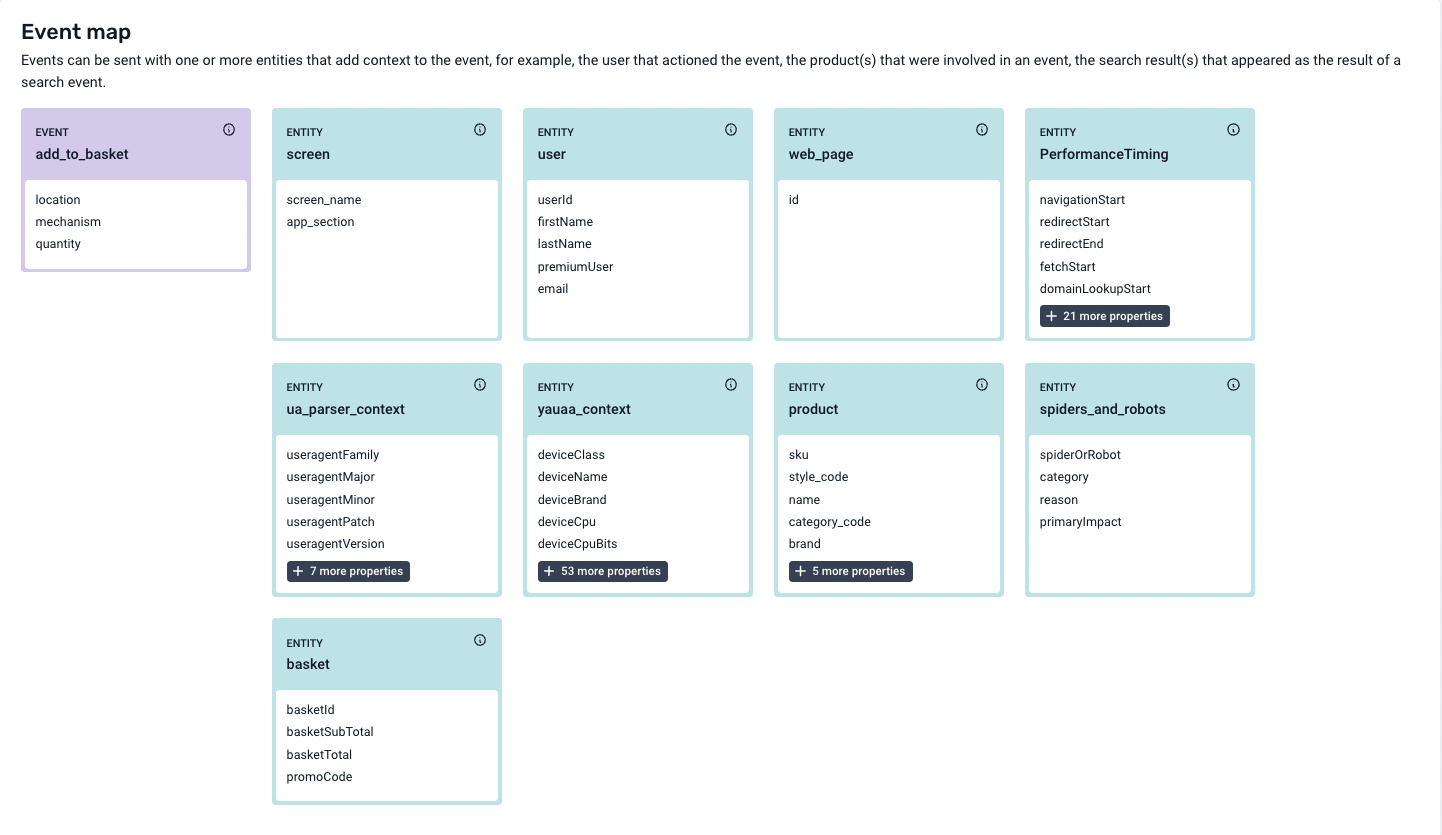 Event map
Events can be sent with one or more entities that add context to the event, for example, the user that actioned the event, the product(s) that were involved in an event, the search result(s) that appeared as the result of a
search event.
EVENT
add_to_basket
location
mechanism
quantity
ENTITY
screen
screen_name
app_section
ENTITY
user
userId
firstName
lastName
premiumUser
email
ENTITY
web_page
id
ENTITY
PerformanceTiming
navigationStart
redirectStart
redirectEnd
fetchStart
domainLookupStart
+ 21 more properties
ENTITY
ua_parser_context
useragentFamily
useragentMajor
useragentMinor
useragentPatch
useragentVersion
+ 7 more properties
ENTITY
yauaa_context
deviceClass
deviceName
deviceBrand
deviceCpu
deviceCpuBits
+ 53 more properties
ENTITY
product
sku
style_code
name
category_code
brand
+ 5 more properties
ENTITY
spiders_and_robots
spiderOrRobot
category
reason
primaryImpact
ENTITY
basket
basketId
basketSubTotal
basketTotal
promoCode